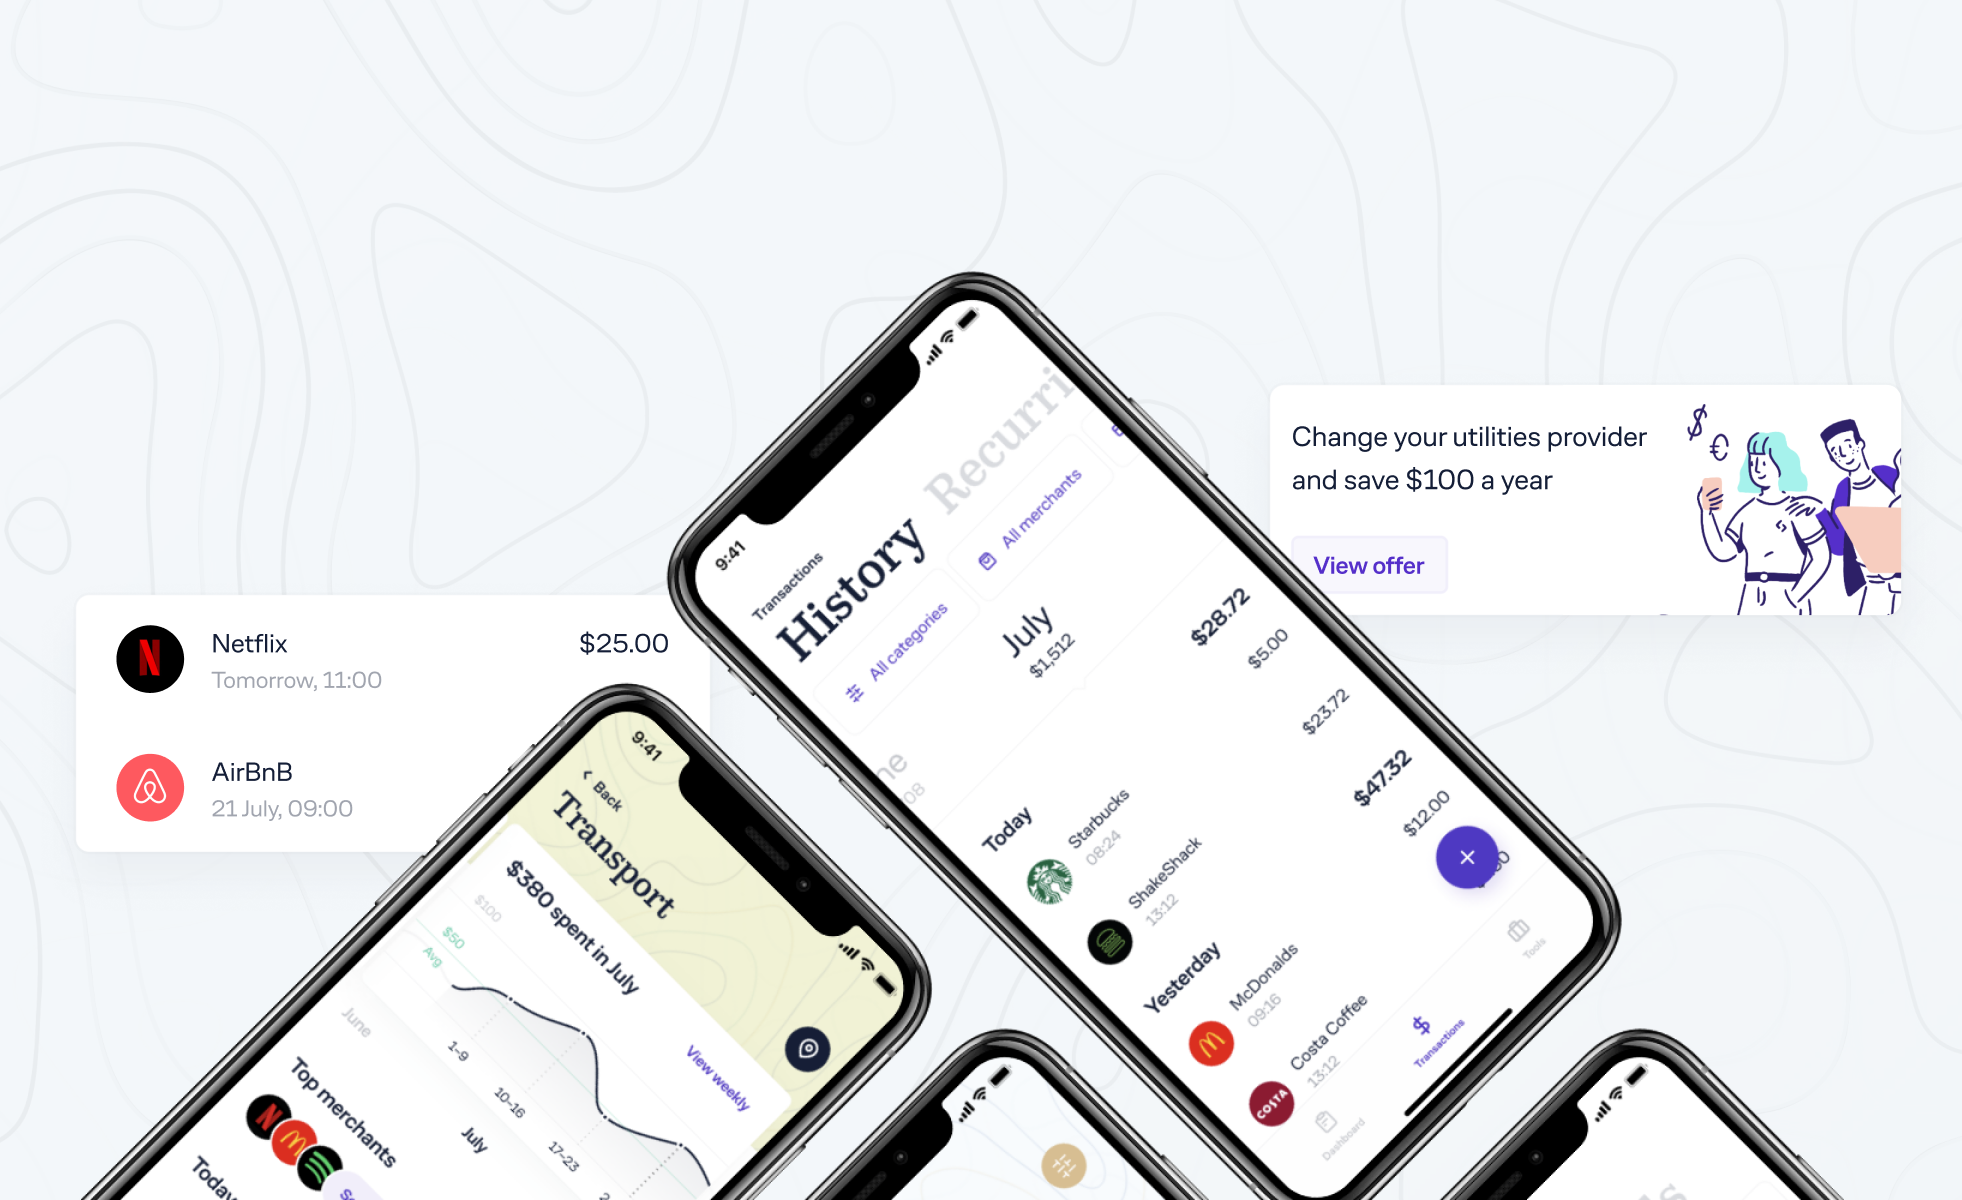 9:41
Transactions
History
Recurri
All categories
All merchants
July
$1,512
ne
08
Today
$28.72
Starbucks
08:24
$5.00
ShakeShack
13:12
$23.72
Yesterday
$47.32
McDonalds
09:16
$12.00
Costa Coffee
13:12
COSTA
Dashboard
$
Transactions
Tools
Change your utilities provider
and save $100 a year
View offer
$
€
Netflix
$25.00
Tomorrow, 11:00
AirBnB
21 July, 09:00
9:41
Back
Transport
$380 spent in July
$100
$50
Avg
View weekly
1-9
10-16
17-23
2
June
July
Top merchants
Today